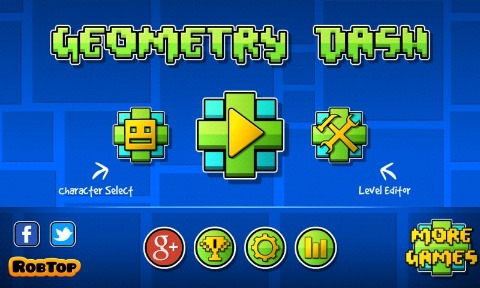 GEOMETRY DASH
Character Select
Level Editor
f
g+
MORE
GAMES
ROBTOP